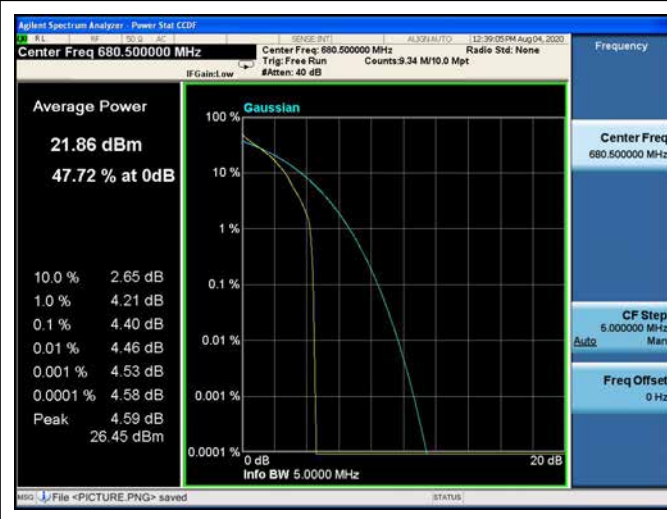 Agilent Spectrum Analyzer - Power Stat CCDF
RL RF 50 Ω AC SENSE:INT ALIGN AUTO 12:39:05 PM Aug 04, 2020
Center Freq 680.500000 MHz
Center Freq: 680.500000 MHz Radio Std: None
Trig: Free Run Counts:9.34 M/10.0 Mpt
IFGain:Low #Atten: 40 dB
Frequency
Average Power
21.86 dBm
47.72 % at 0dB
10.0 % 2.65 dB
1.0 % 4.21 dB
0.1 % 4.40 dB
0.01 % 4.46 dB
0.001 % 4.53 dB
0.0001 % 4.58 dB
Peak 4.59 dB
26.45 dBm
Gaussian
100 %
10 %
1 %
0.1 %
0.01 %
0.001 %
0.0001 %
0 dB 20 dB
Info BW 5.0000 MHz
Center Freq
680.500000 MHz
CF Step
5.000000 MHz
Auto Man
Freq Offset
0 Hz
MSG File <PICTURE.PNG> saved STATUS